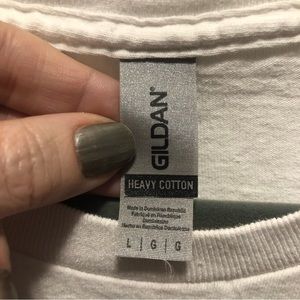 GILDAN®
HEAVY COTTON
Made in Dominican Republic
Fabriqué en République
Dominicaine
Hecho en República Dominicana
L | G | G